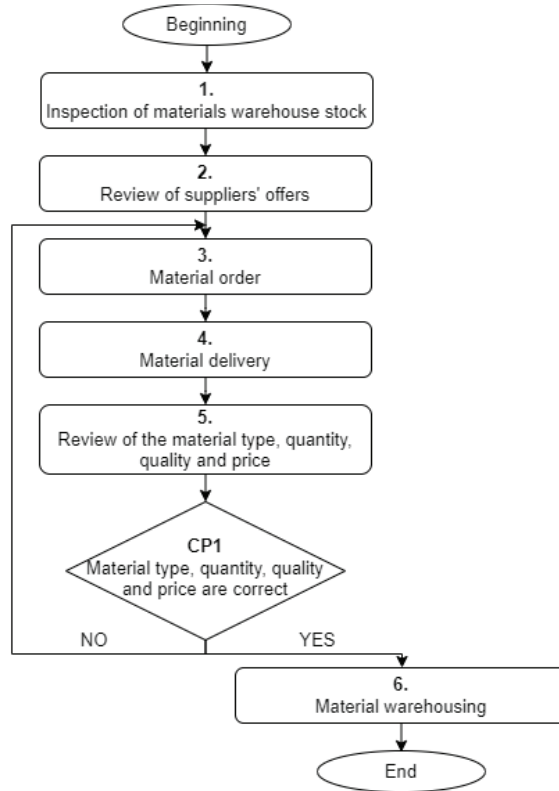 Beginning
1.
Inspection of materials warehouse stock
2.
Review of suppliers' offers
3.
Material order
4.
Material delivery
5.
Review of the material type, quantity,
quality and price
CP1
Material type, quantity, quality
and price are correct
NO
YES
6.
Material warehousing
End